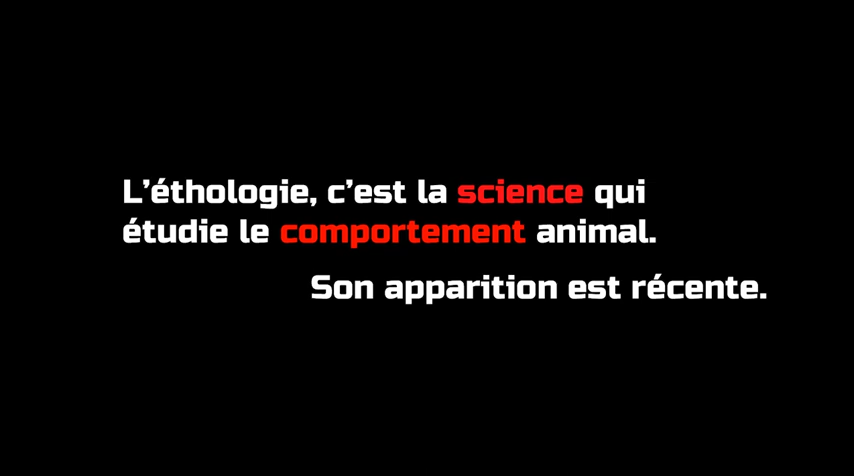 L’éthologie, c’est la science qui
étudie le comportement animal.
Son apparition est récente.